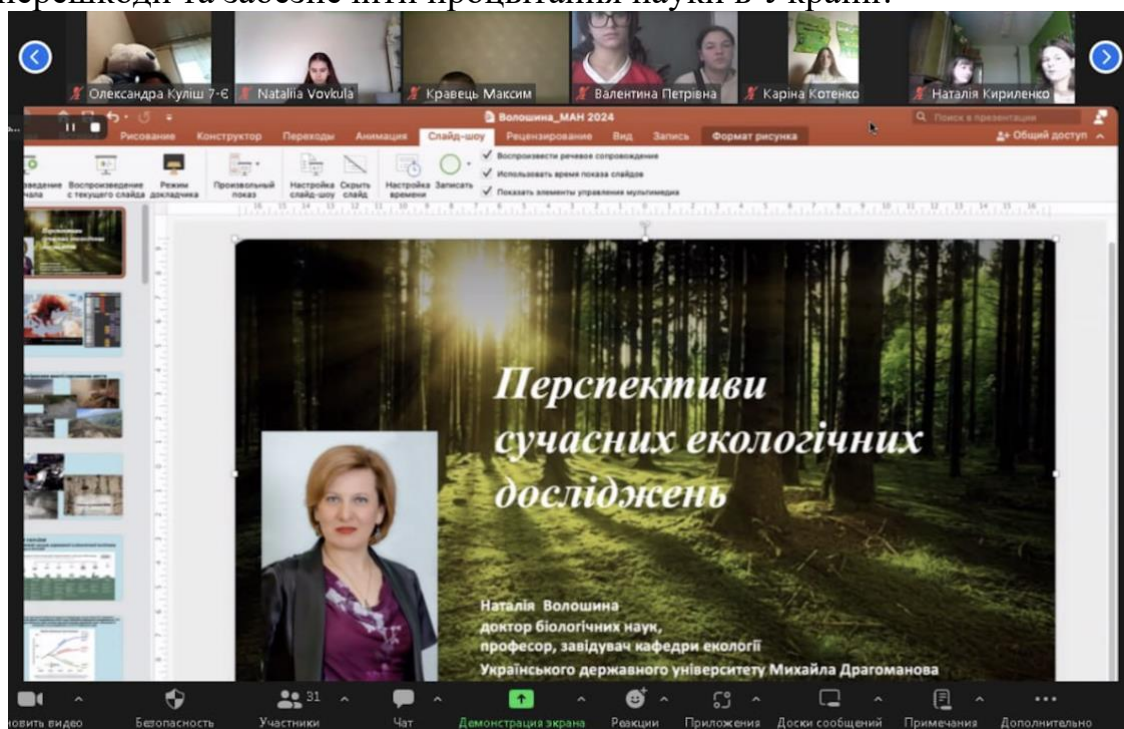 перешкоди та забезпечити процвітання науки в Україні.
Олександра Куліш 7-Є
Nataliia Vovkula
Кравець Максим
Валентина Петрівна
Каріна Котенко
Наталія Кириленко
Волошина_МАН 2024
Поиск в презентации
Рисование Конструктор Переходы Анимация Слайд-шоу Рецензирование Вид Запись Формат рисунка
Общий доступ
Воспроизведение с текущего слайда
Режим докладчика
Произвольный показ
Настройка слайд-шоу
Скрыть слайд
Настройка времени
Записать
Воспроизвести речевое сопровождение
Использовать время показа слайдов
Показать элементы управления мультимедиа
Перспективи
сучасних екологічних
досліджень
Наталія Волошина
доктор біологічних наук,
професор, завідувач кафедри екології
Українського державного університету Михайла Драгоманова
31
новить видео
Безопасность
Участники
Чат
Демонстрация экрана
Реакции
Приложения
Доски сообщений
Примечания
Дополнительно